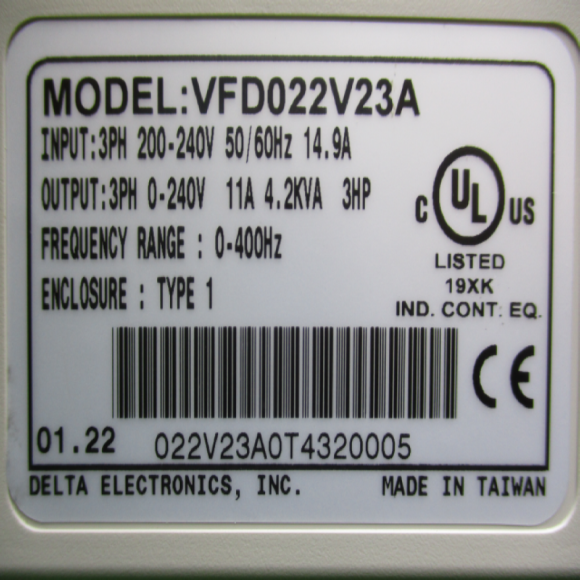 MODEL:VFD022V23A
INPUT:3PH 200-240V 50/60Hz 14.9A
OUTPUT:3PH 0-240V 11A 4.2KVA 3HP
FREQUENCY RANGE : 0-400Hz
ENCLOSURE : TYPE 1
C UL US
LISTED
19XK
IND. CONT. EQ.
CE
01.22
022V23A0T4320005
DELTA ELECTRONICS, INC.
MADE IN TAIWAN